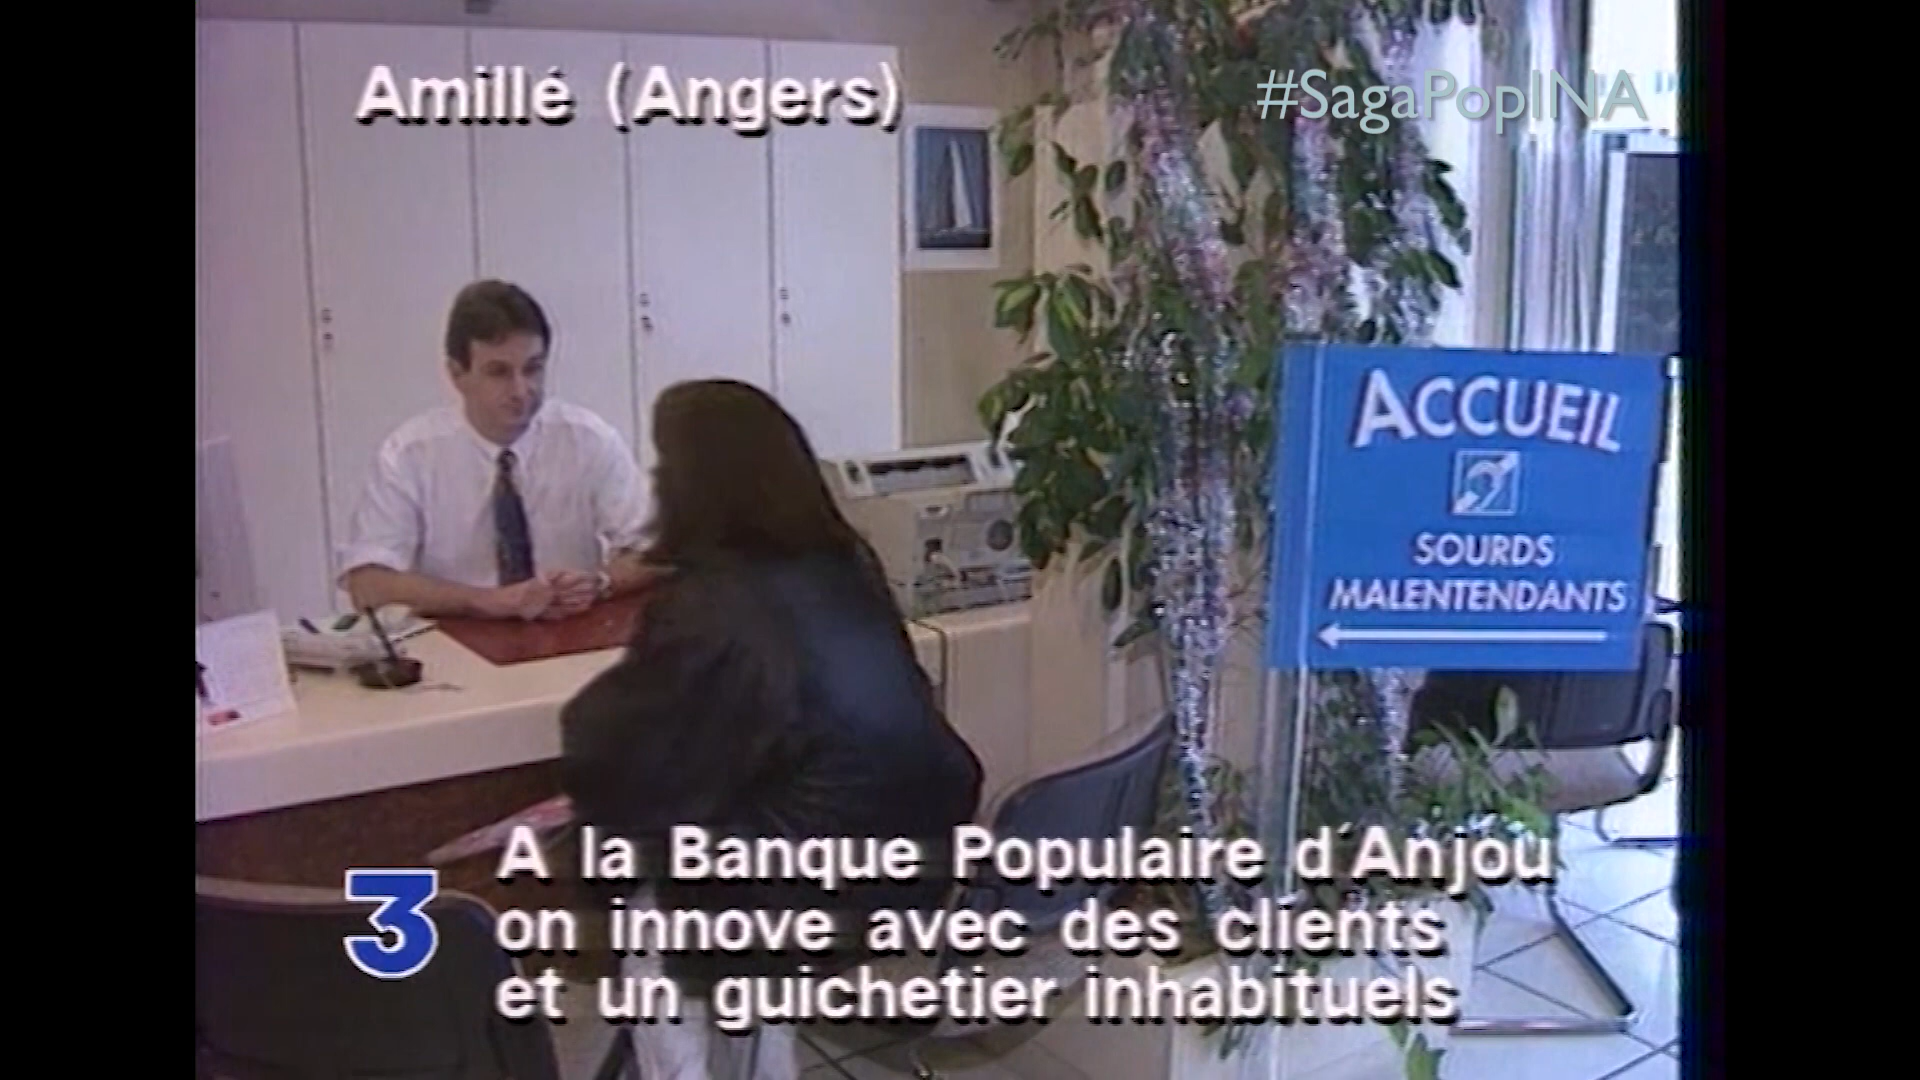 Amillé (Angers)
#SagaPopINA
ACCUEIL
SOURDS
MALENTENDANTS
3
A la Banque Populaire d'Anjou
on innove avec des clients
et un guichetier inhabituels